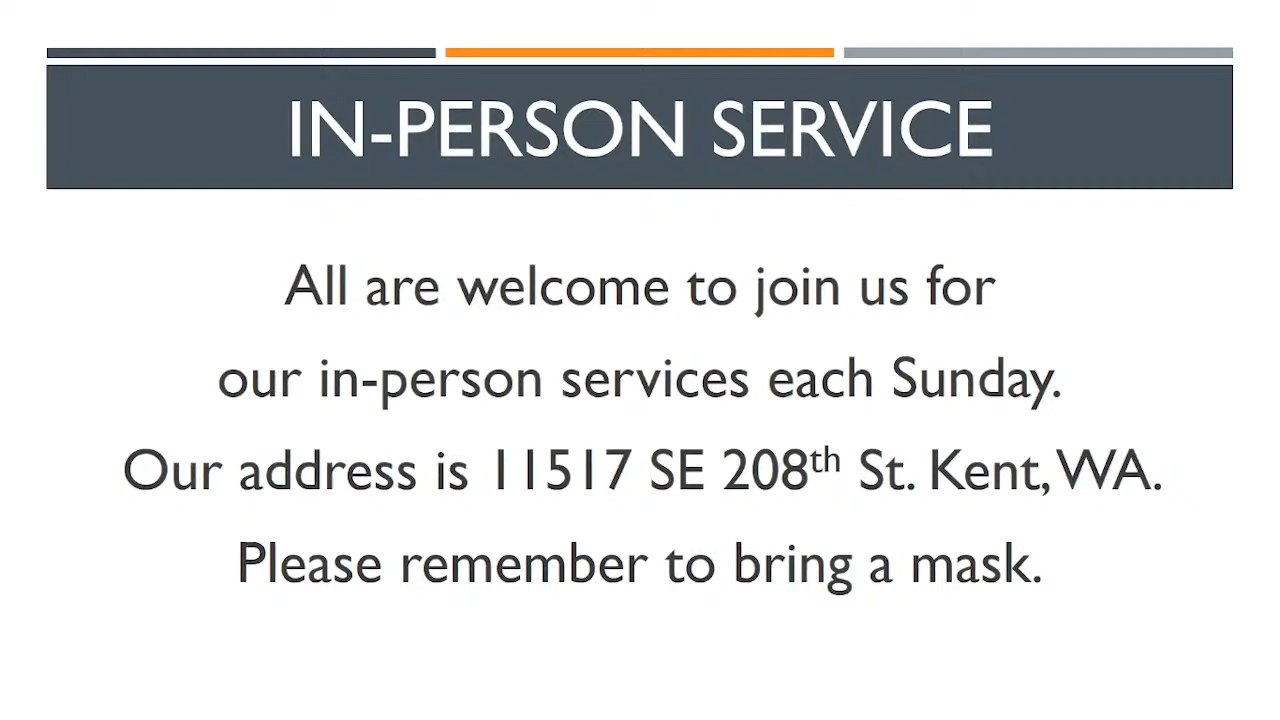 IN-PERSON SERVICE
All are welcome to join us for
our in-person services each Sunday.
Our address is 11517 SE 208th St. Kent, WA.
Please remember to bring a mask.